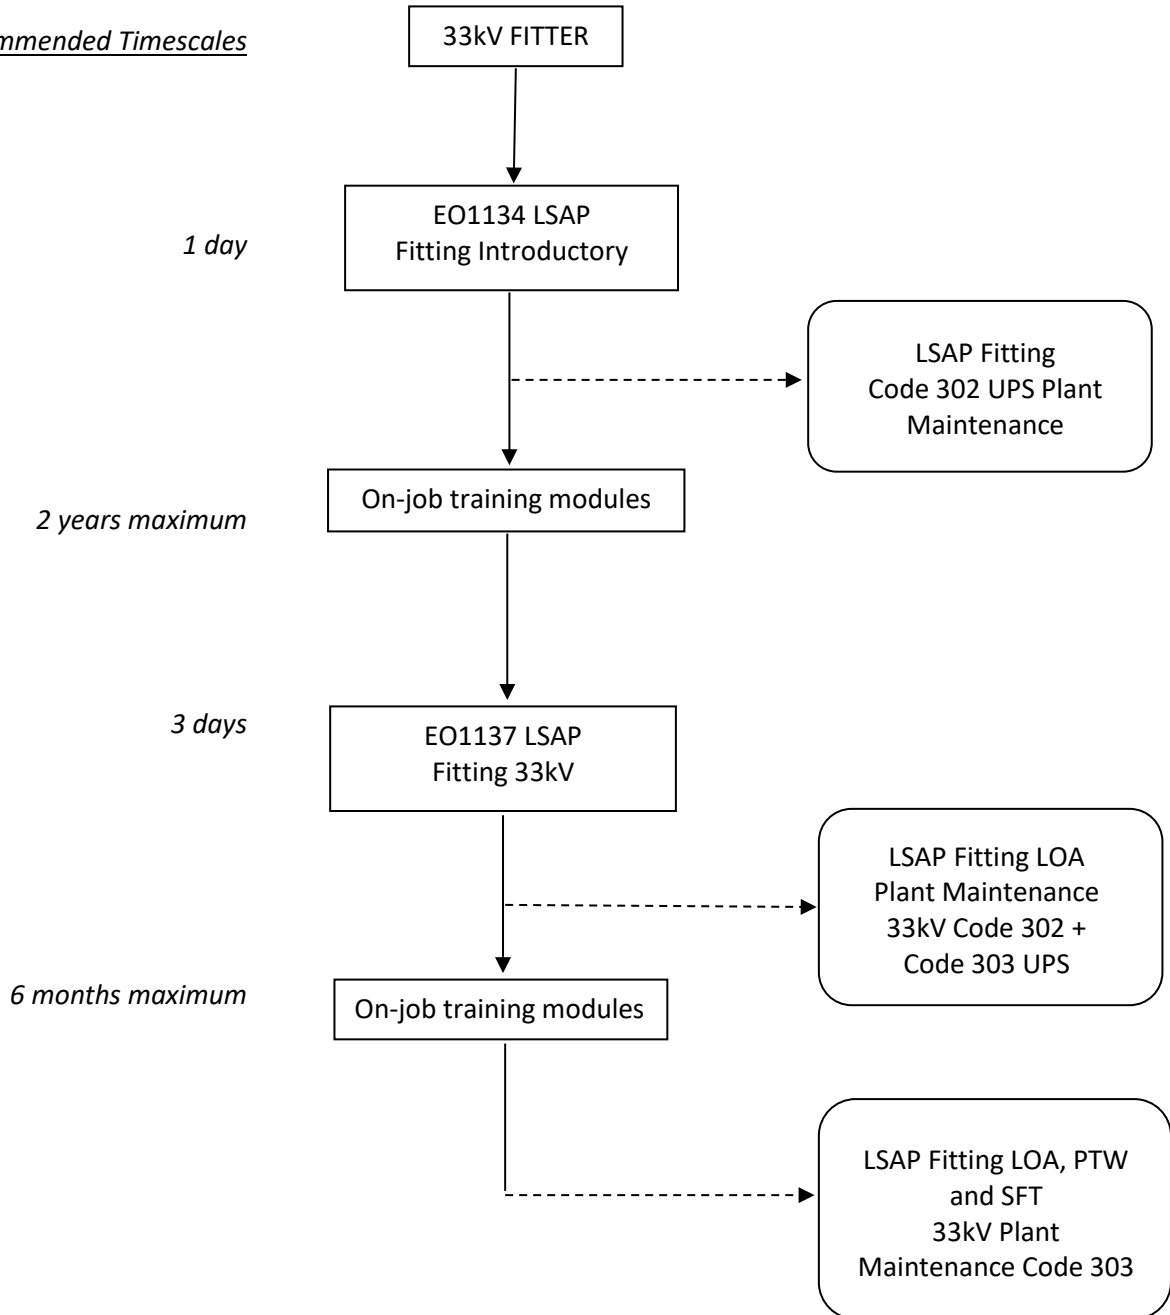 mmended Timescales
33kV FITTER
1 day
EO1134 LSAP
Fitting Introductory
LSAP Fitting
Code 302 UPS Plant
Maintenance
2 years maximum
On-job training modules
3 days
EO1137 LSAP
Fitting 33kV
LSAP Fitting LOA
Plant Maintenance
33kV Code 302 +
Code 303 UPS
6 months maximum
On-job training modules
LSAP Fitting LOA, PTW
and SFT
33kV Plant
Maintenance Code 303